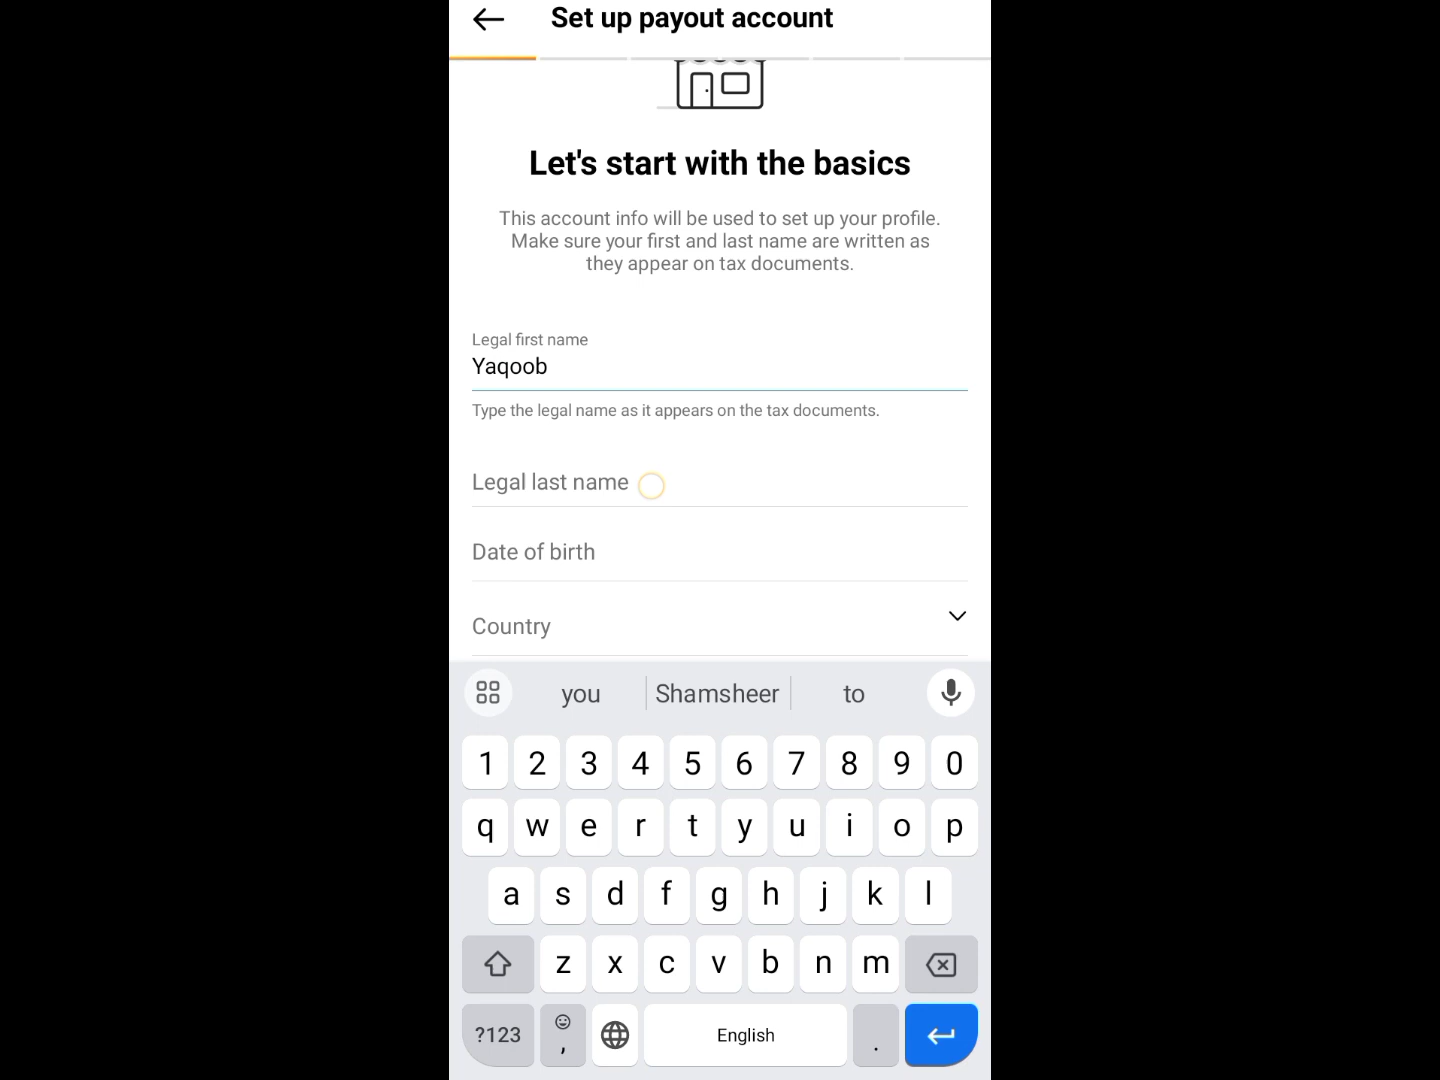 Set up payout account
Let's start with the basics
This account info will be used to set up your profile.
Make sure your first and last name are written as
they appear on tax documents.
Legal first name
Yaqoob
Type the legal name as it appears on the tax documents.
Legal last name
Date of birth
Country
you Shamsheer to
1 2 3 4 5 6 7 8 9 0
q w e r t y u i o p
a s d f g h j k l
z x c v b n m
?123 , English .